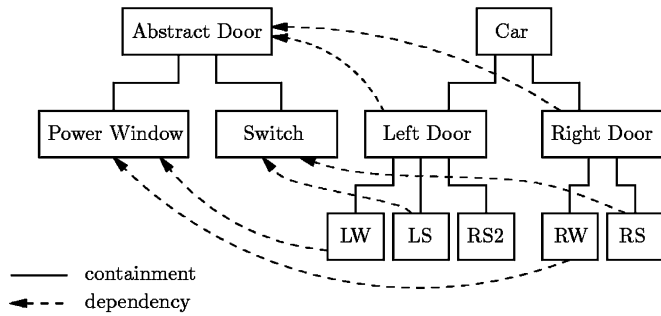 Abstract Door
Car
Power Window
Switch
Left Door
Right Door
LW
LS
RS2
RW
RS
containment
dependency